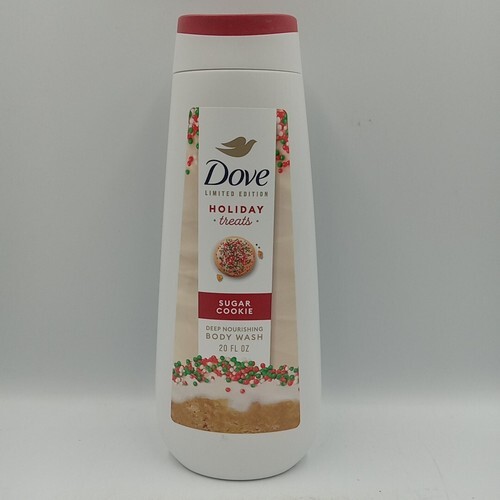 Dove
LIMITED EDITION
HOLIDAY
• treats •
SUGAR
COOKIE
DEEP NOURISHING
BODY WASH
20 FL OZ